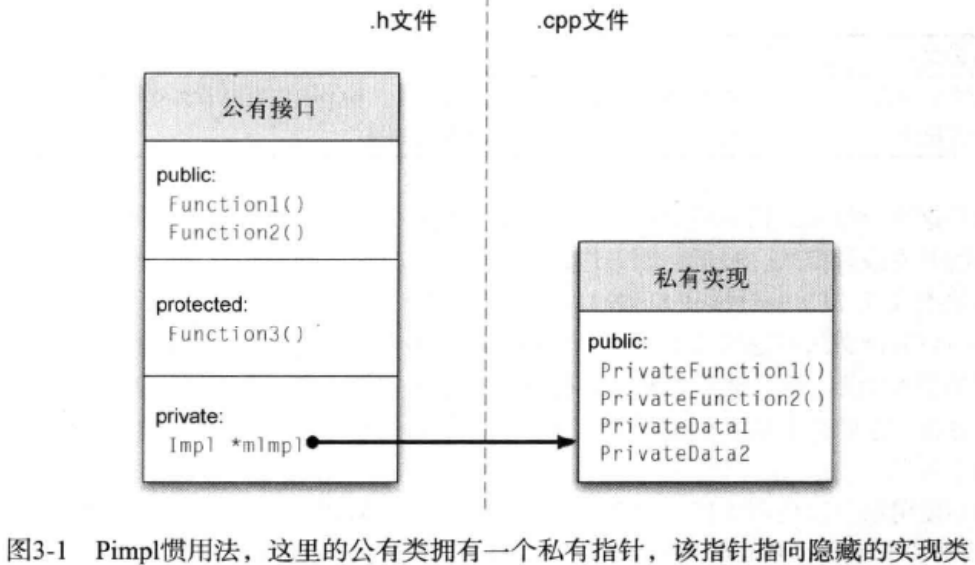 .h文件
.cpp文件
公有接口
public:
Function1()
Function2()
protected:
Function3()
private:
Impl *mImpl
私有实现
public:
PrivateFunction1()
PrivateFunction2()
PrivateData1
PrivateData2
图3-1 Pimpl惯用法，这里的公有类拥有一个私有指针，该指针指向隐藏的实现类